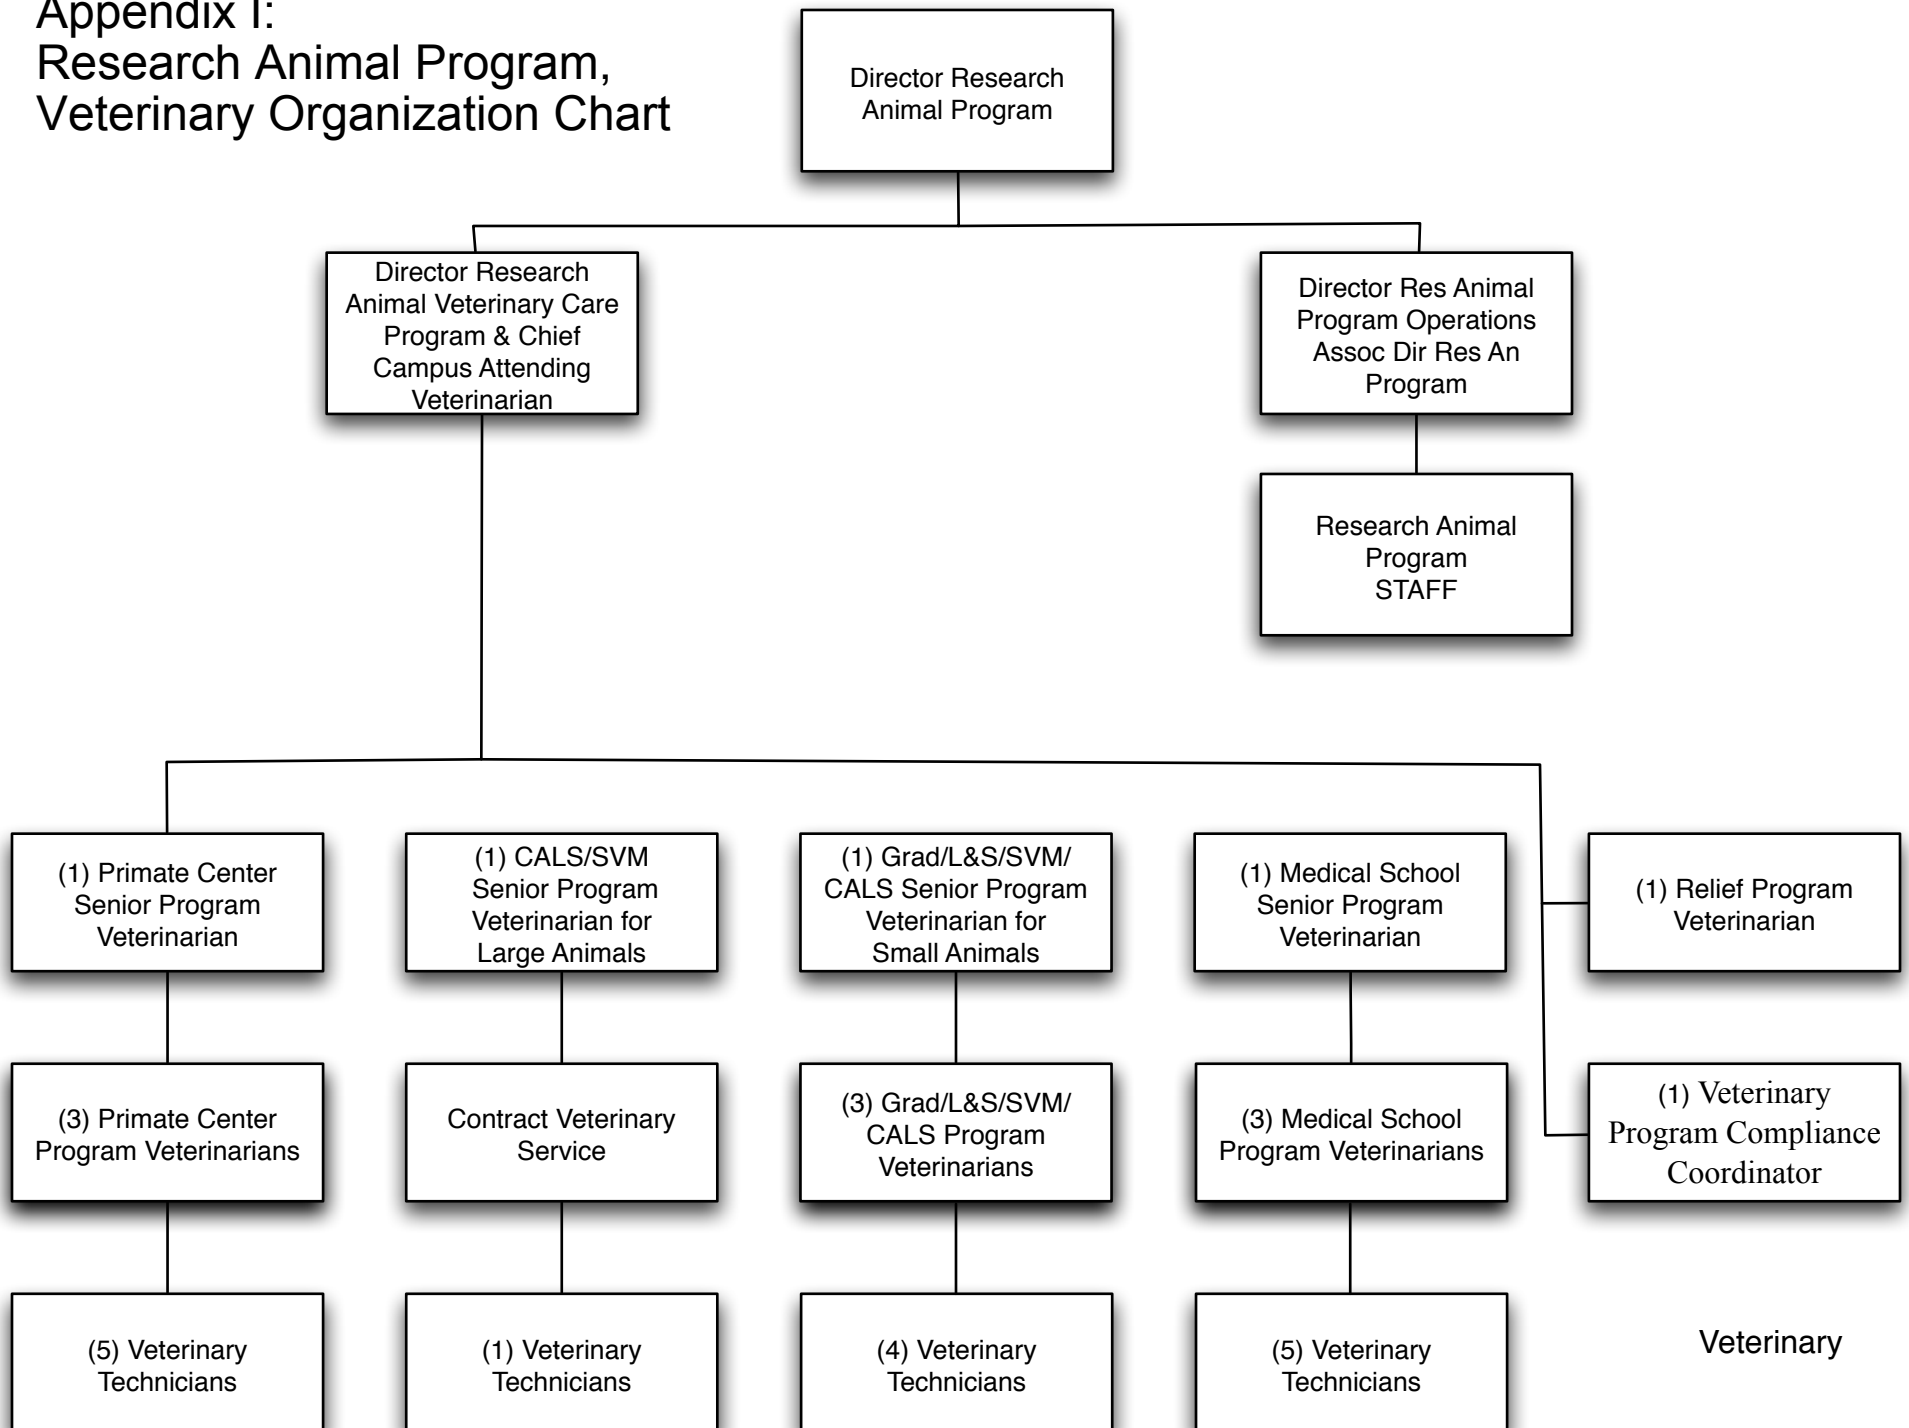 Appendix I:
Research Animal Program,
Veterinary Organization Chart
Director Research
Animal Program
Director Research
Animal Veterinary Care
Program & Chief
Campus Attending
Veterinarian
Director Res Animal
Program Operations
Assoc Dir Res An
Program
Research Animal
Program
STAFF
(1) Primate Center
Senior Program
Veterinarian
(1) CALS/SVM
Senior Program
Veterinarian for
Large Animals
(1) Grad/L&S/SVM/
CALS Senior Program
Veterinarian for
Small Animals
(1) Medical School
Senior Program
Veterinarian
(1) Relief Program
Veterinarian
(3) Primate Center
Program Veterinarians
Contract Veterinary
Service
(3) Grad/L&S/SVM/
CALS Program
Veterinarians
(3) Medical School
Program Veterinarians
(1) Veterinary
Program Compliance
Coordinator
(5) Veterinary
Technicians
(1) Veterinary
Technicians
(4) Veterinary
Technicians
(5) Veterinary
Technicians
Veterinary